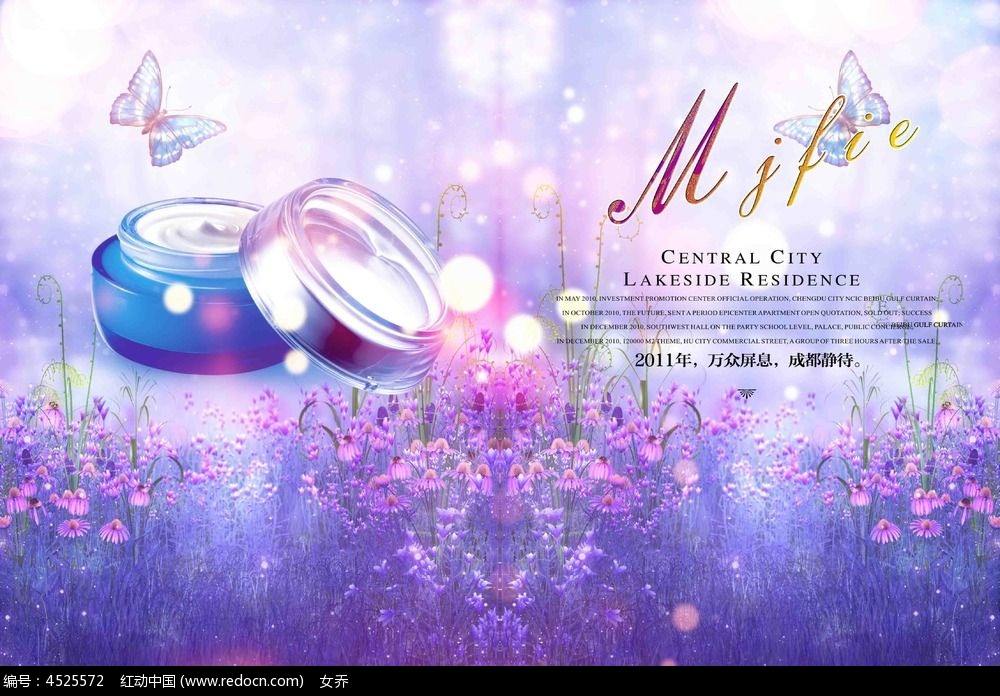 Mjfie
CENTRAL CITY
LAKESIDE RESIDENCE
IN MAY 2010, INVESTMENT PROMOTION CENTER OFFICIAL OPERATION, CHENGDU CITY NCIC BEIBU GULF CURTAIN;
IN OCTOBER 2010, THE FUTURE, SENT A PERIOD EPICENTER APARTMENT OPEN QUOTATION, SOLD OUT; SUCCESS
IN DECEMBER 2010, SOUTHWEST HALL ON THE PARTY SCHOOL LEVEL, PALACE, PUBLIC
BEIBU GULF CURTAIN
IN DECEMBER 2010, 120000 M2 THEME, HU CITY COMMERCIAL STREET, A GROUP OF THREE HOURS AFTER THE SALE
2011年，万众屏息，成都静待。
编号：4525572 红动中国 (www.redocn.com) 女乔